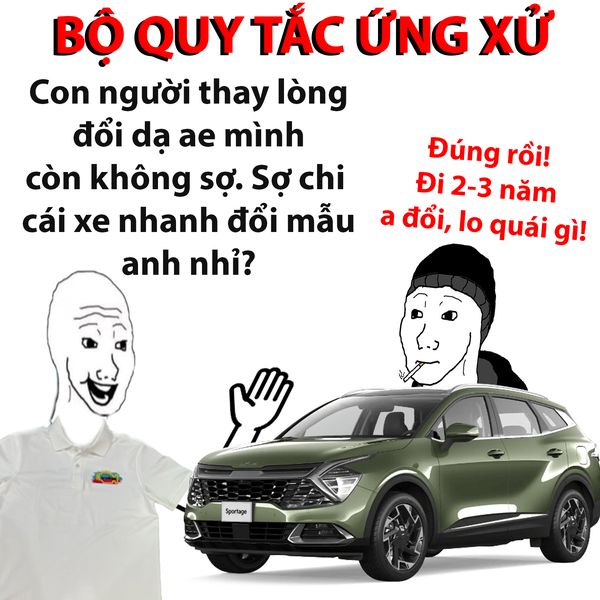 BỘ QUY TẮC ỨNG XỬ
Con người thay lòng
đổi dạ ae mình
còn không sợ. Sợ chi
cái xe nhanh đổi mẫu
anh nhỉ?
Đúng rồi!
Đi 2-3 năm
a đổi, lo quái gì!
Sportage